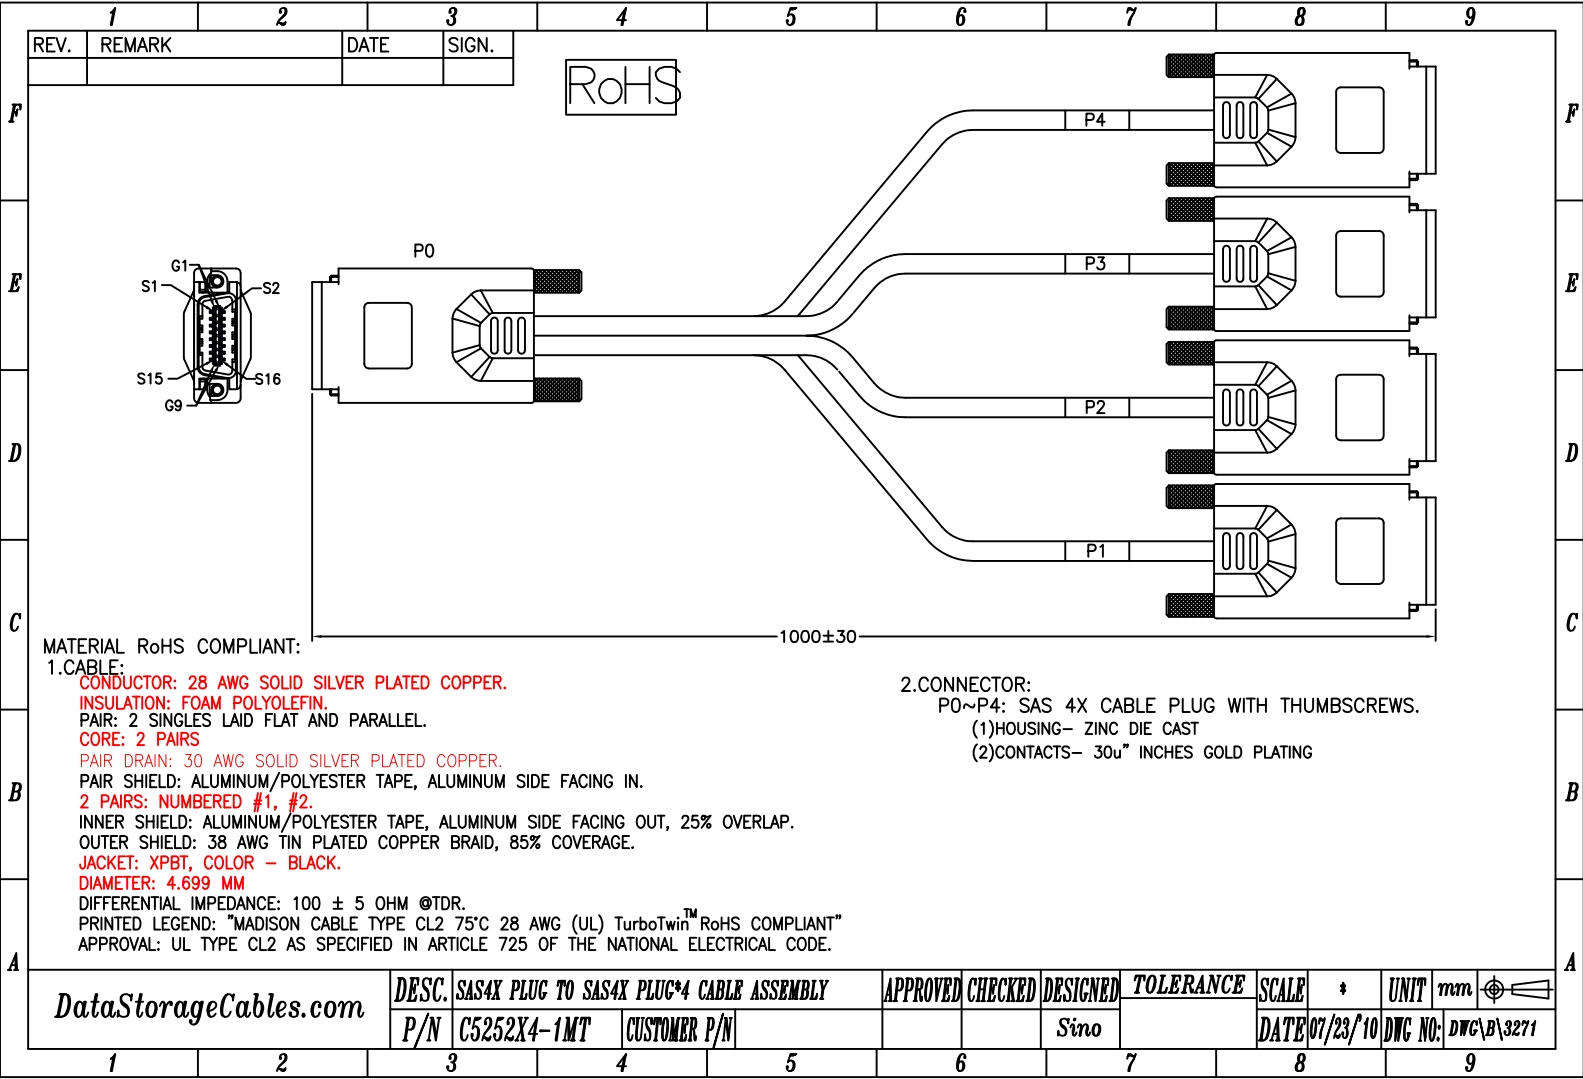 1 2 3 4 5 6 7 8 9
REV. REMARK DATE SIGN.
RoHS
F F
P4
E E
P0
P3
G1
S1 S2
S15 S16
G9
P2
D D
P1
C C
1000±30
MATERIAL RoHS COMPLIANT:
1.CABLE:
CONDUCTOR: 28 AWG SOLID SILVER PLATED COPPER.
INSULATION: FOAM POLYOLEFIN.
PAIR: 2 SINGLES LAID FLAT AND PARALLEL.
CORE: 2 PAIRS
PAIR DRAIN: 30 AWG SOLID SILVER PLATED COPPER.
PAIR SHIELD: ALUMINUM/POLYESTER TAPE, ALUMINUM SIDE FACING IN.
2 PAIRS: NUMBERED #1, #2.
INNER SHIELD: ALUMINUM/POLYESTER TAPE, ALUMINUM SIDE FACING OUT, 25% OVERLAP.
OUTER SHIELD: 38 AWG TIN PLATED COPPER BRAID, 85% COVERAGE.
JACKET: XPBT, COLOR – BLACK.
DIAMETER: 4.699 MM
DIFFERENTIAL IMPEDANCE: 100 ± 5 OHM @TDR.
PRINTED LEGEND: "MADISON CABLE TYPE CL2 75°C 28 AWG (UL) TurboTwin™ RoHS COMPLIANT"
APPROVAL: UL TYPE CL2 AS SPECIFIED IN ARTICLE 725 OF THE NATIONAL ELECTRICAL CODE.
2.CONNECTOR:
P0~P4: SAS 4X CABLE PLUG WITH THUMBSCREWS.
(1)HOUSING– ZINC DIE CAST
(2)CONTACTS– 30u" INCHES GOLD PLATING
B B
A A
DataStorageCables.com
DESC. SAS4X PLUG TO SAS4X PLUG*4 CABLE ASSEMBLY
P/N C5252X4-1MT CUSTOMER P/N
APPROVED CHECKED DESIGNED TOLERANCE SCALE * UNIT mm
Sino DATE 07/23/'10 DWG NO: DWG\B\3271
1 2 3 4 5 6 7 8 9